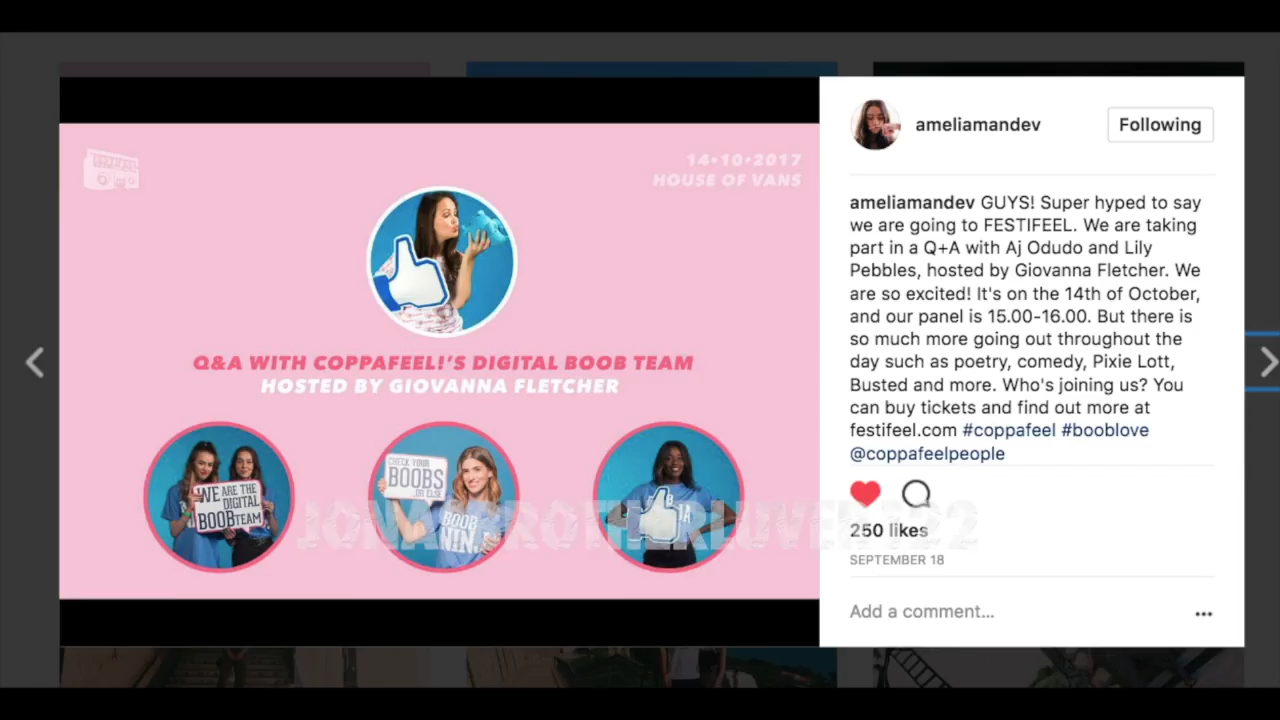 14•10•2017
HOUSE OF VANS
Q&A WITH COPPAFEEL!'S DIGITAL BOOB TEAM
HOSTED BY GIOVANNA FLETCHER
WE ARE THE
DIGITAL
BOOB TEAM
CHECK YOUR
BOOBS
..OR ELSE
BOOB
ameliamandev
Following
ameliamandev GUYS! Super hyped to say
we are going to FESTIFEEL. We are taking
part in a Q+A with Aj Odudo and Lily
Pebbles, hosted by Giovanna Fletcher. We
are so excited! It's on the 14th of October,
and our panel is 15.00-16.00. But there is
so much more going out throughout the
day such as poetry, comedy, Pixie Lott,
Busted and more. Who's joining us? You
can buy tickets and find out more at
festifeel.com #coppafeel #booblove
@coppafeelpeople
250 likes
SEPTEMBER 18
Add a comment...